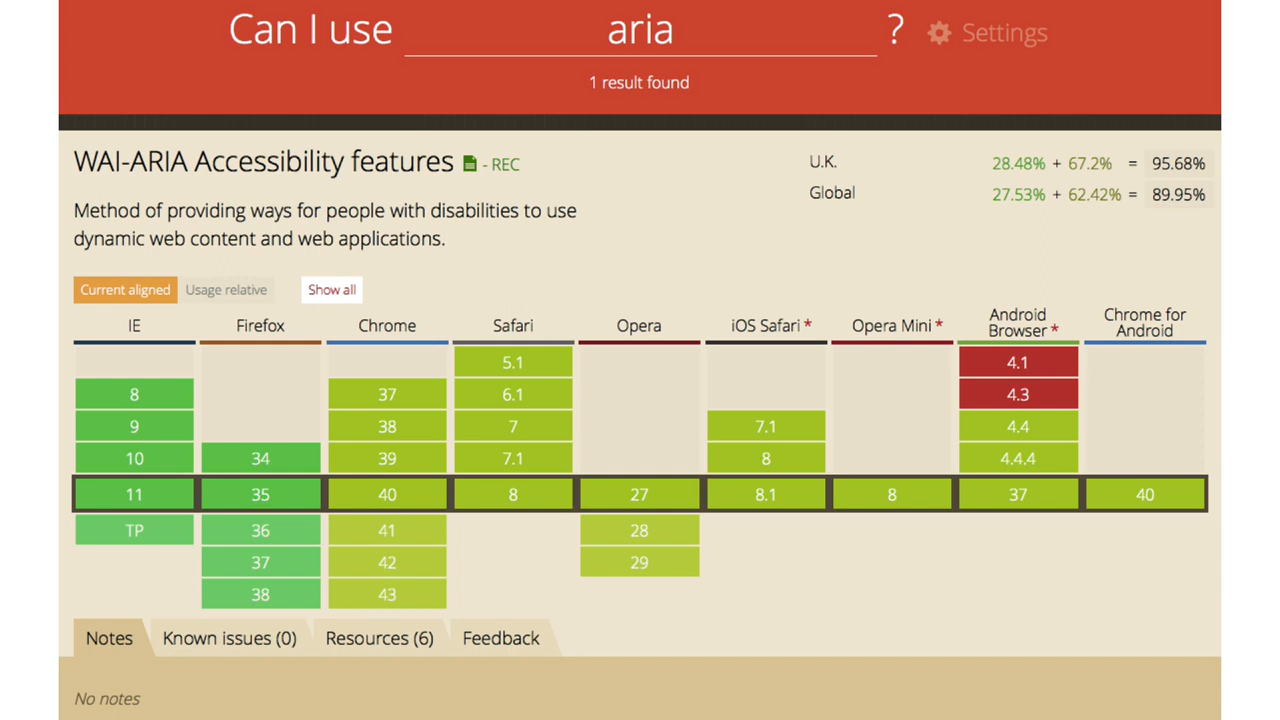 Can I use aria ? Settings
1 result found
WAI-ARIA Accessibility features - REC
U.K. 28.48% + 67.2% = 95.68%
Global 27.53% + 62.42% = 89.95%
Method of providing ways for people with disabilities to use
dynamic web content and web applications.
Current aligned Usage relative Show all
IE Firefox Chrome Safari Opera iOS Safari * Opera Mini * Android Browser * Chrome for Android
5.1 4.1
8 37 6.1 4.3
9 38 7 7.1 4.4
10 34 39 7.1 8 4.4.4
11 35 40 8 27 8.1 8 37 40
TP 36 41 28
37 42 29
38 43
Notes Known issues (0) Resources (6) Feedback
No notes